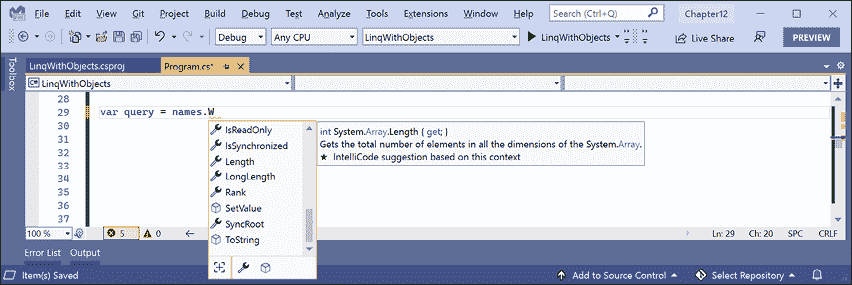 File Edit View Git Project Build Debug Test Analyze Tools Extensions Window Help Search (Ctrl+Q) Chapter12
Debug Any CPU LinqWithObjects LinqWithObjects Live Share PREVIEW
Toolbox
LinqWithObjects.csproj Program.cs*
C# LinqWithObjects
28
29 var query = names.W
30
31
32
33
34
35
36
37
IsReadOnly
IsSynchronized
Length
LongLength
Rank
SetValue
SyncRoot
ToString
int System.Array.Length { get; }
Gets the total number of elements in all the dimensions of the System.Array.
★ IntelliCode suggestion based on this context
100 % 5 0 Ln: 29 Ch: 20 SPC CRLF
Error List Output
Item(s) Saved Add to Source Control Select Repository